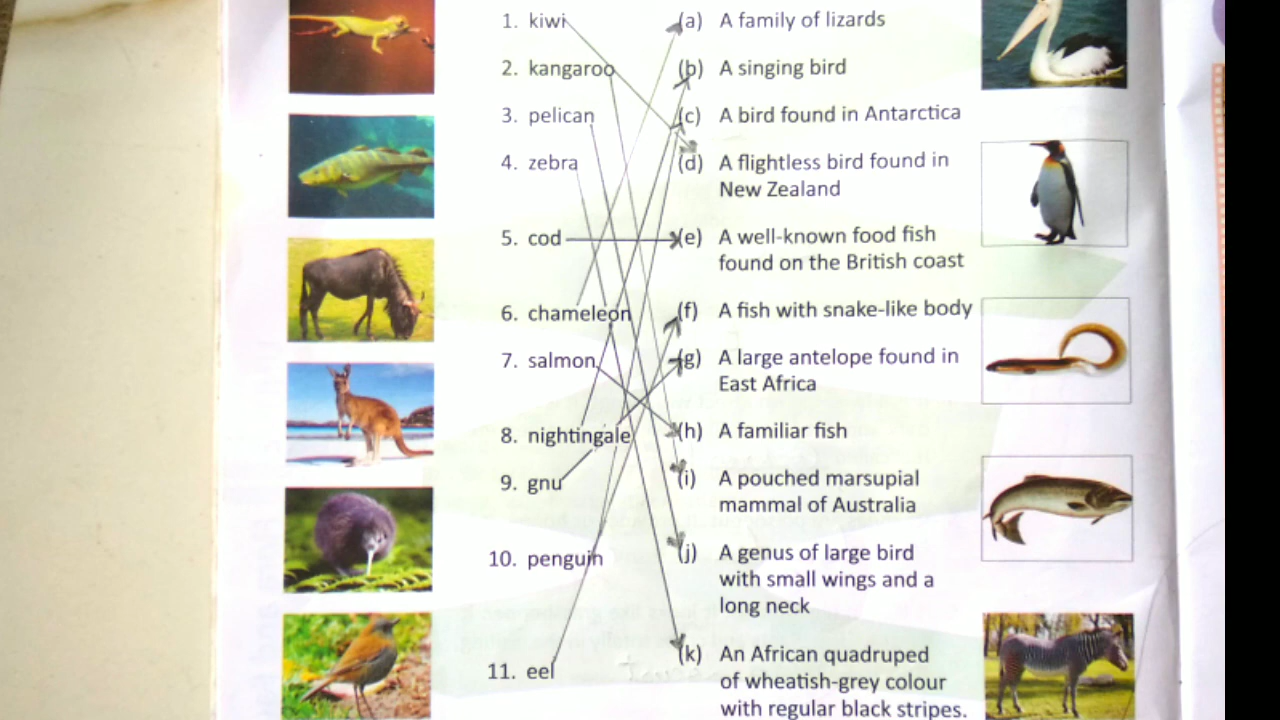 1. kiwi (a) A family of lizards
2. kangaroo (b) A singing bird
3. pelican (c) A bird found in Antarctica
4. zebra (d) A flightless bird found in
New Zealand
5. cod (e) A well-known food fish
found on the British coast
6. chameleon (f) A fish with snake-like body
7. salmon (g) A large antelope found in
East Africa
8. nightingale (h) A familiar fish
9. gnu (i) A pouched marsupial
mammal of Australia
10. penguin (j) A genus of large bird
with small wings and a
long neck
11. eel (k) An African quadruped
of wheatish-grey colour
with regular black stripes.